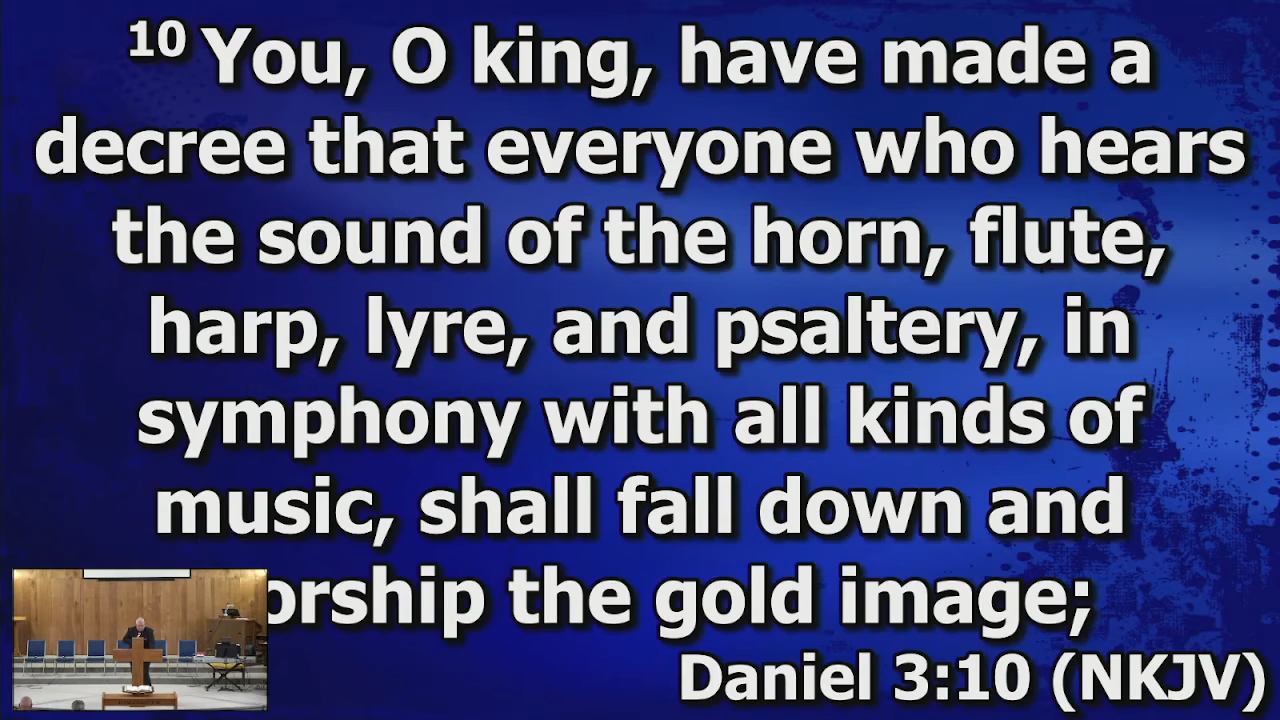 10 You, O king, have made a
decree that everyone who hears
the sound of the horn, flute,
harp, lyre, and psaltery, in
symphony with all kinds of
music, shall fall down and
orship the gold image;
Daniel 3:10 (NKJV)